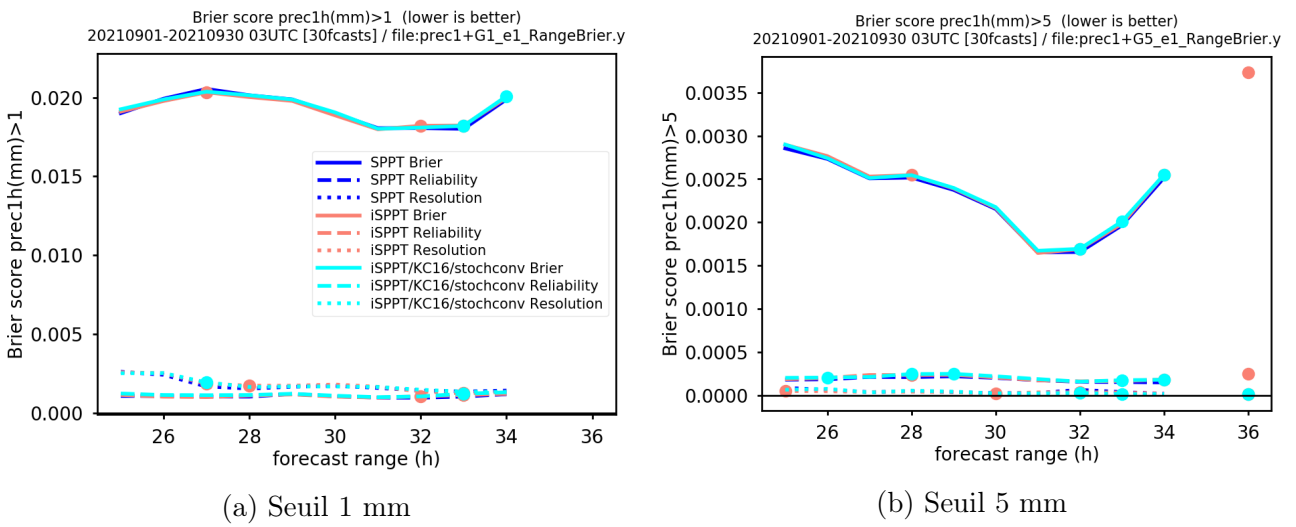 Brier score prec1h(mm)>1  (lower is better)
20210901-20210930 03UTC [30fcasts] / file:prec1+G1_e1_RangeBrier.y
Brier score prec1h(mm)>1
0.020
0.015
0.010
0.005
0.000
SPPT Brier
SPPT Reliability
SPPT Resolution
iSPPT Brier
iSPPT Reliability
iSPPT Resolution
iSPPT/KC16/stochconv Brier
iSPPT/KC16/stochconv Reliability
iSPPT/KC16/stochconv Resolution
26 28 30 32 34 36
forecast range (h)
(a) Seuil 1 mm
Brier score prec1h(mm)>5  (lower is better)
20210901-20210930 03UTC [30fcasts] / file:prec1+G5_e1_RangeBrier.y
Brier score prec1h(mm)>5
0.0035
0.0030
0.0025
0.0020
0.0015
0.0010
0.0005
0.0000
26 28 30 32 34 36
forecast range (h)
(b) Seuil 5 mm